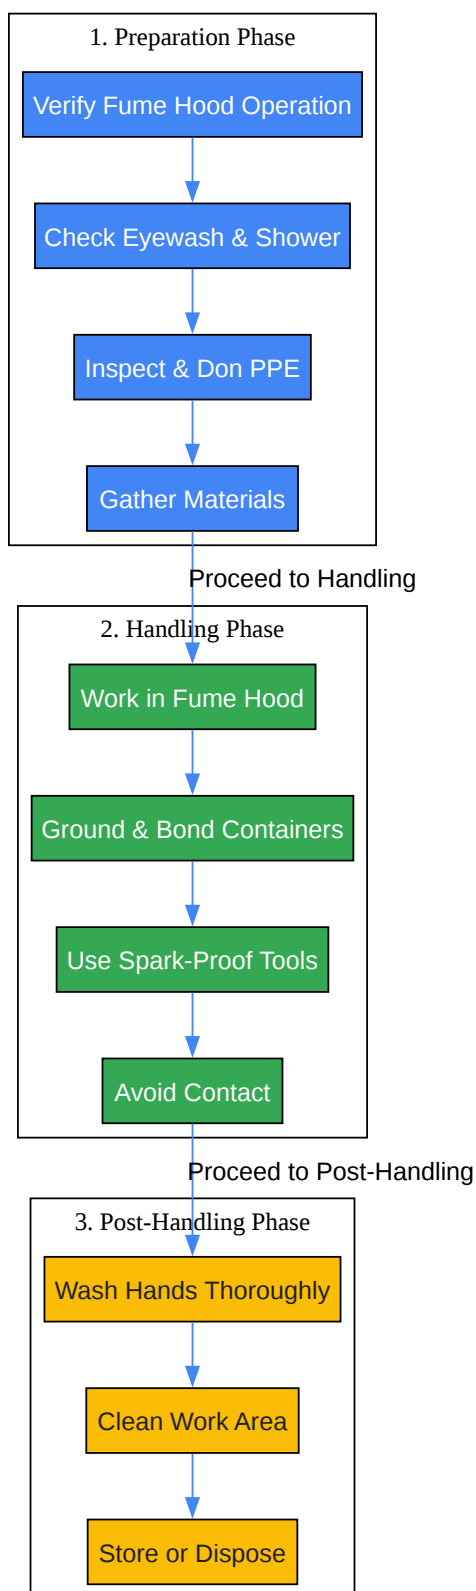 1. Preparation Phase
Verify Fume Hood Operation
Check Eyewash & Shower
Inspect & Don PPE
Gather Materials
Proceed to Handling
2. Handling Phase
Work in Fume Hood
Ground & Bond Containers
Use Spark-Proof Tools
Avoid Contact
Proceed to Post-Handling
3. Post-Handling Phase
Wash Hands Thoroughly
Clean Work Area
Store or Dispose